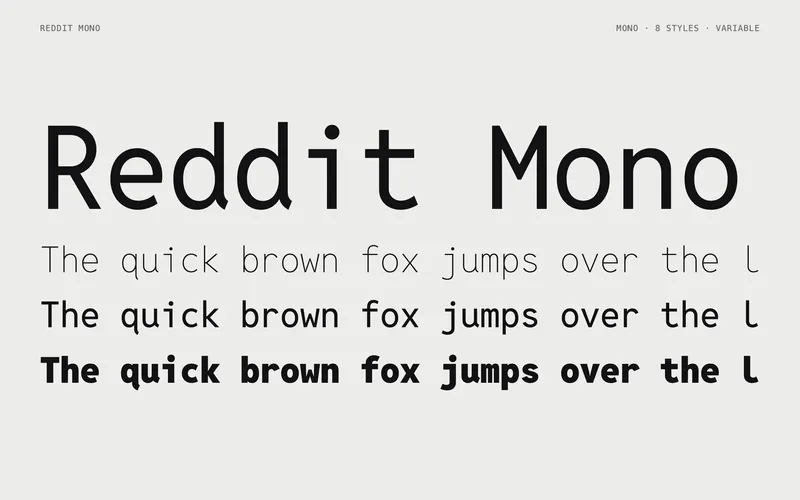 REDDIT MONO
MONO · 8 STYLES · VARIABLE
Reddit Mono
The quick brown fox jumps over the l
The quick brown fox jumps over the l
The quick brown fox jumps over the l